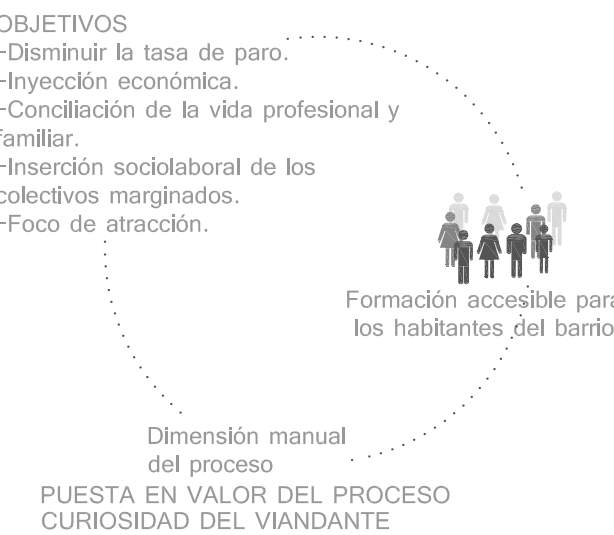 OBJETIVOS
-Disminuir la tasa de paro.
-Inyección económica.
-Conciliación de la vida profesional y
familiar.
-Inserción sociolaboral de los
colectivos marginados.
-Foco de atracción.
Formación accesible para
los habitantes del barrio
Dimensión manual
del proceso
PUESTA EN VALOR DEL PROCESO
CURIOSIDAD DEL VIANDANTE